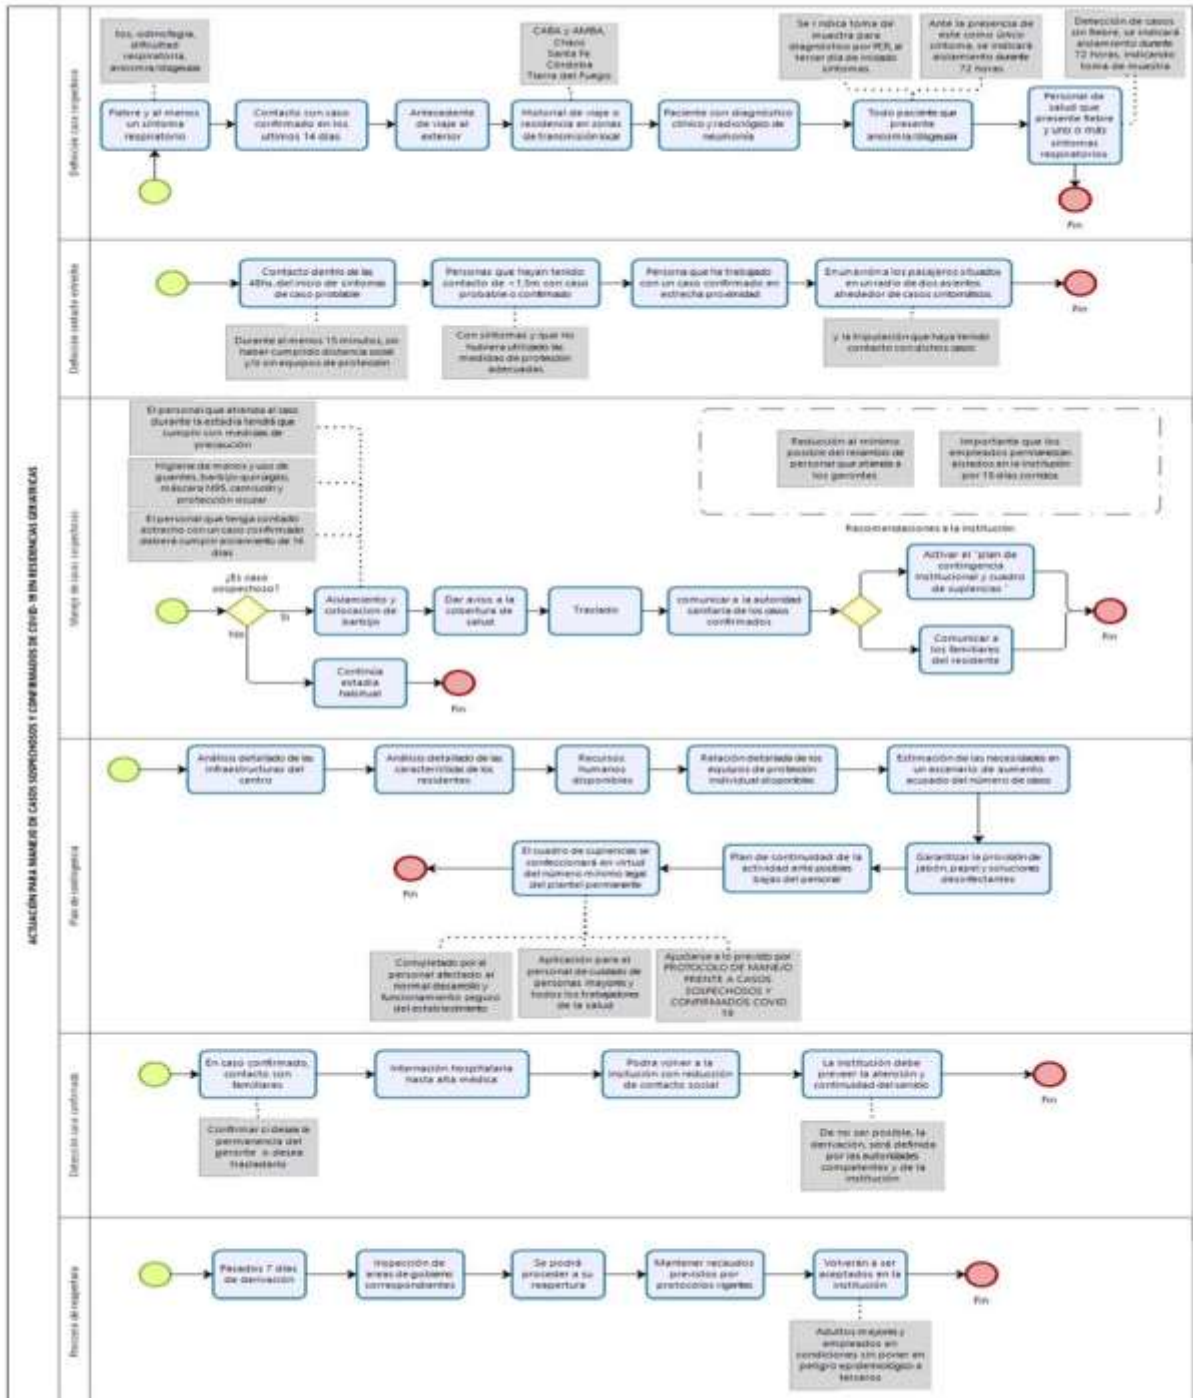 ACTUACIÓN PARA MANEJO DE CASOS SOSPECHOSOS Y CONFIRMADOS DE COVID-19 EN RESIDENCIAS GERIATRICAS
Definición caso sospechoso
tos, odinofagia,
dificultad
respiratoria,
anosmia/disgeusia
CABA y AMBA,
Chaco
Santa Fe
Córdoba
Tierra del Fuego
Se indica toma de
muestra para
diagnóstico por PCR, al
tercer día de iniciado
síntomas.
Ante la presencia de
este como único
síntoma, se indicará
aislamiento durante
72 horas
Detección de casos
sin fiebre, se indicará
aislamiento durante
72 horas, indicando
toma de muestra
Fiebre y al menos
un síntoma
respiratorio
Contacto con caso
confirmado en los
ultimos 14 días
Antecedente
de viaje al
exterior
Historial de viaje o
residencia en zonas
de transmisión local
Paciente con diagnóstico
clínico y radiológico de
neumonía
Todo paciente que
presente
anosmia/disgeusia
Personal de
salud que
presente fiebre
y uno o más
síntomas
respiratorios
Fin
Definición contacto estrecho
Contacto dentro de las
48hs. del inicio de síntomas
de caso probable
Personas que hayan tenido
contacto de <1,5m con caso
probable o confirmado
Persona que ha trabajado
con un caso confirmado en
estrecha proximidad
En un avión a los pasajeros situados
en un radio de dos asientos
alrededor de casos sintomáticos
Fin
Durante al menos 15 minutos, sin
haber cumplido distancia social
y/o sin equipos de protección
Con síntomas y que no
hubiera utilizado las
medidas de protección
adecuadas.
y la tripulación que haya tenido
contacto con dichos casos
Manejo de casos sospechosos
El personal que atienda al caso
durante la estadía tendrá que
cumplir con medidas de
precaución
Higiene de manos y uso de
guantes, barbijo quirúrgico,
máscara N95, camisolín y
protección ocular
El personal que tenga contacto
estrecho con un caso confirmado
deberá cumplir aislamiento de 14
días
Reducción al mínimo
posible del recambio de
personal que atiende a
los gerontes
Importante que los
empleados permanezcan
aislados en la institución
por 15 días corridos
Recomendaciones a la institución
¿Es caso
sospechoso?
Si
Aislamiento y
colocacion de
barbijo
Dar aviso a la
cobertura de
salud
Traslado
comunicar a la autoridad
sanitaria de los casos
confirmados
Activar el "plan de
contingencia
institucional y cuadro
de suplencias "
Comunicar a
los familiares
del residente
Fin
Continúa
estadía
habitual
Fin
Plan de contingencia
Análisis detallado de las
infraestructuras del
centro
Análisis detallado de las
características de los
residentes
Recursos
humanos
disponibles
Relación detallada de los
equipos de protección
individual disponibles
Estimación de las necesidades en
un escenario de aumento
acusado del número de casos
Garantizar la provisión de
jabón, papel y soluciones
desinfectantes
Plan de continuidad de la
actividad ante posibles
bajas del personal
El cuadro de suplencias se
confeccionará en virtud
del número mínimo legal
del plantel permanente
Fin
Completado por el
personal afectado al
normal desarrollo y
funcionamiento seguro
del establecimiento
Aplicación para el
personal de cuidado de
personas mayores y
todos los trabajadores
de la salud
Ajustarse a lo previsto por
PROTOCOLO DE MANEJO
FRENTE A CASOS
SOSPECHOSOS Y
CONFIRMADOS COVID
19
Detección caso confirmado
En caso confirmado,
contacto con
familiares
Internación hospitalaria
hasta alta médica
Podra volver a la
institución con reducción
de contacto social
La institución debe
preveer la atención y
continuidad del servicio
Fin
Confirmar si desea la
permanencia del
geronte o desea
trasladarlo
De no ser posible, la
derivación, será definida
por las autoridades
competentes y de la
institución
Proceso de reapertura
Pasados 7 días
de derivación
Inspección de
áreas de gobierno
correspondientes
Se podrá
proceder a su
reapertura
Mantener recaudos
previstos por
protocolos vigentes
Volverán a ser
aceptados en la
institución
Fin
Adultos mayores y
empleados en
condiciones sin poner en
peligro epidemiológico a
terceros